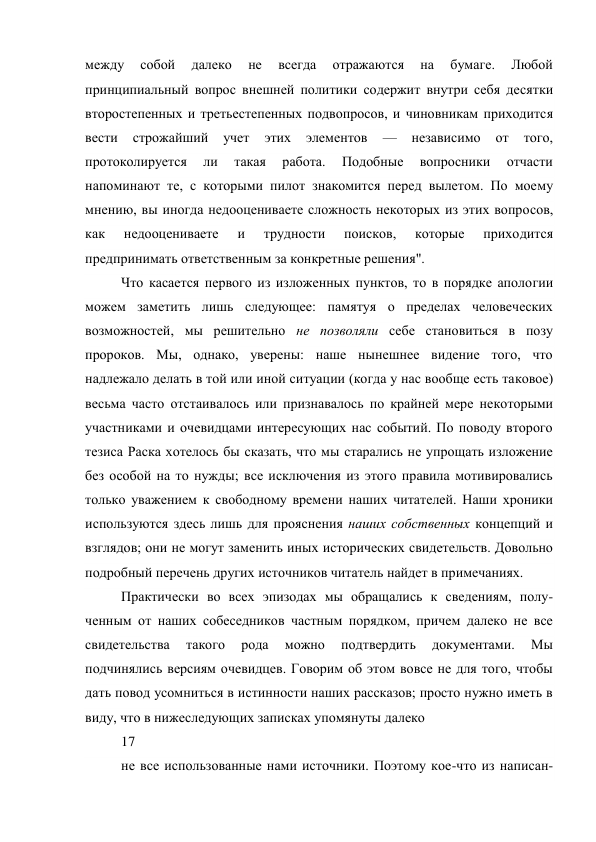 между собой далеко не всегда отражаются на бумаге. Любой
принципиальный вопрос внешней политики содержит внутри себя десятки
второстепенных и третьестепенных подвопросов, и чиновникам приходится
вести строжайший учет этих элементов — независимо от того,
протоколируется ли такая работа. Подобные вопросники отчасти
напоминают те, с которыми пилот знакомится перед вылетом. По моему
мнению, вы иногда недооцениваете сложность некоторых из этих вопросов,
как недооцениваете и трудности поисков, которые приходится
предпринимать ответственным за конкретные решения".
Что касается первого из изложенных пунктов, то в порядке апологии
можем заметить лишь следующее: памятуя о пределах человеческих
возможностей, мы решительно не позволяли себе становиться в позу
пророков. Мы, однако, уверены: наше нынешнее видение того, что
надлежало делать в той или иной ситуации (когда у нас вообще есть таковое)
весьма часто отстаивалось или признавалось по крайней мере некоторыми
участниками и очевидцами интересующих нас событий. По поводу второго
тезиса Раска хотелось бы сказать, что мы старались не упрощать изложение
без особой на то нужды; все исключения из этого правила мотивировались
только уважением к свободному времени наших читателей. Наши хроники
используются здесь лишь для прояснения наших собственных концепций и
взглядов; они не могут заменить иных исторических свидетельств. Довольно
подробный перечень других источников читатель найдет в примечаниях.
Практически во всех эпизодах мы обращались к сведениям, полу-
ченным от наших собеседников частным порядком, причем далеко не все
свидетельства такого рода можно подтвердить документами. Мы
подчинялись версиям очевидцев. Говорим об этом вовсе не для того, чтобы
дать повод усомниться в истинности наших рассказов; просто нужно иметь в
виду, что в нижеследующих записках упомянуты далеко
17
не все использованные нами источники. Поэтому кое-что из написан-